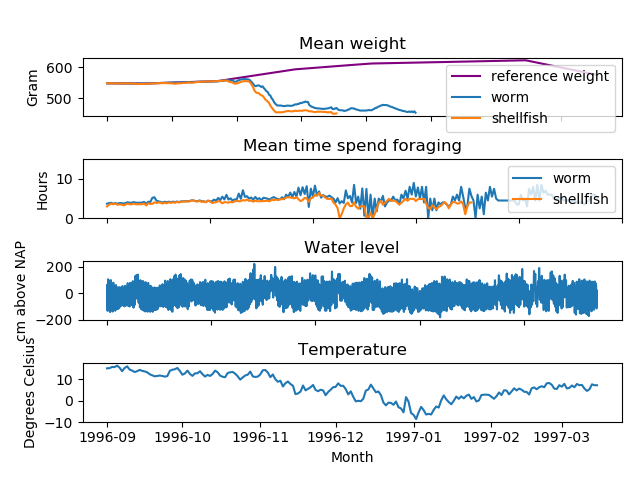 Mean weight
Gram
600
500
reference weight
worm
shellfish
Mean time spend foraging
Hours
10
0
worm
shellfish
Water level
cm above NAP
200
0
−200
Temperature
Degrees Celsius
10
0
−10
1996-09 1996-10 1996-11 1996-12 1997-01 1997-02 1997-03
Month